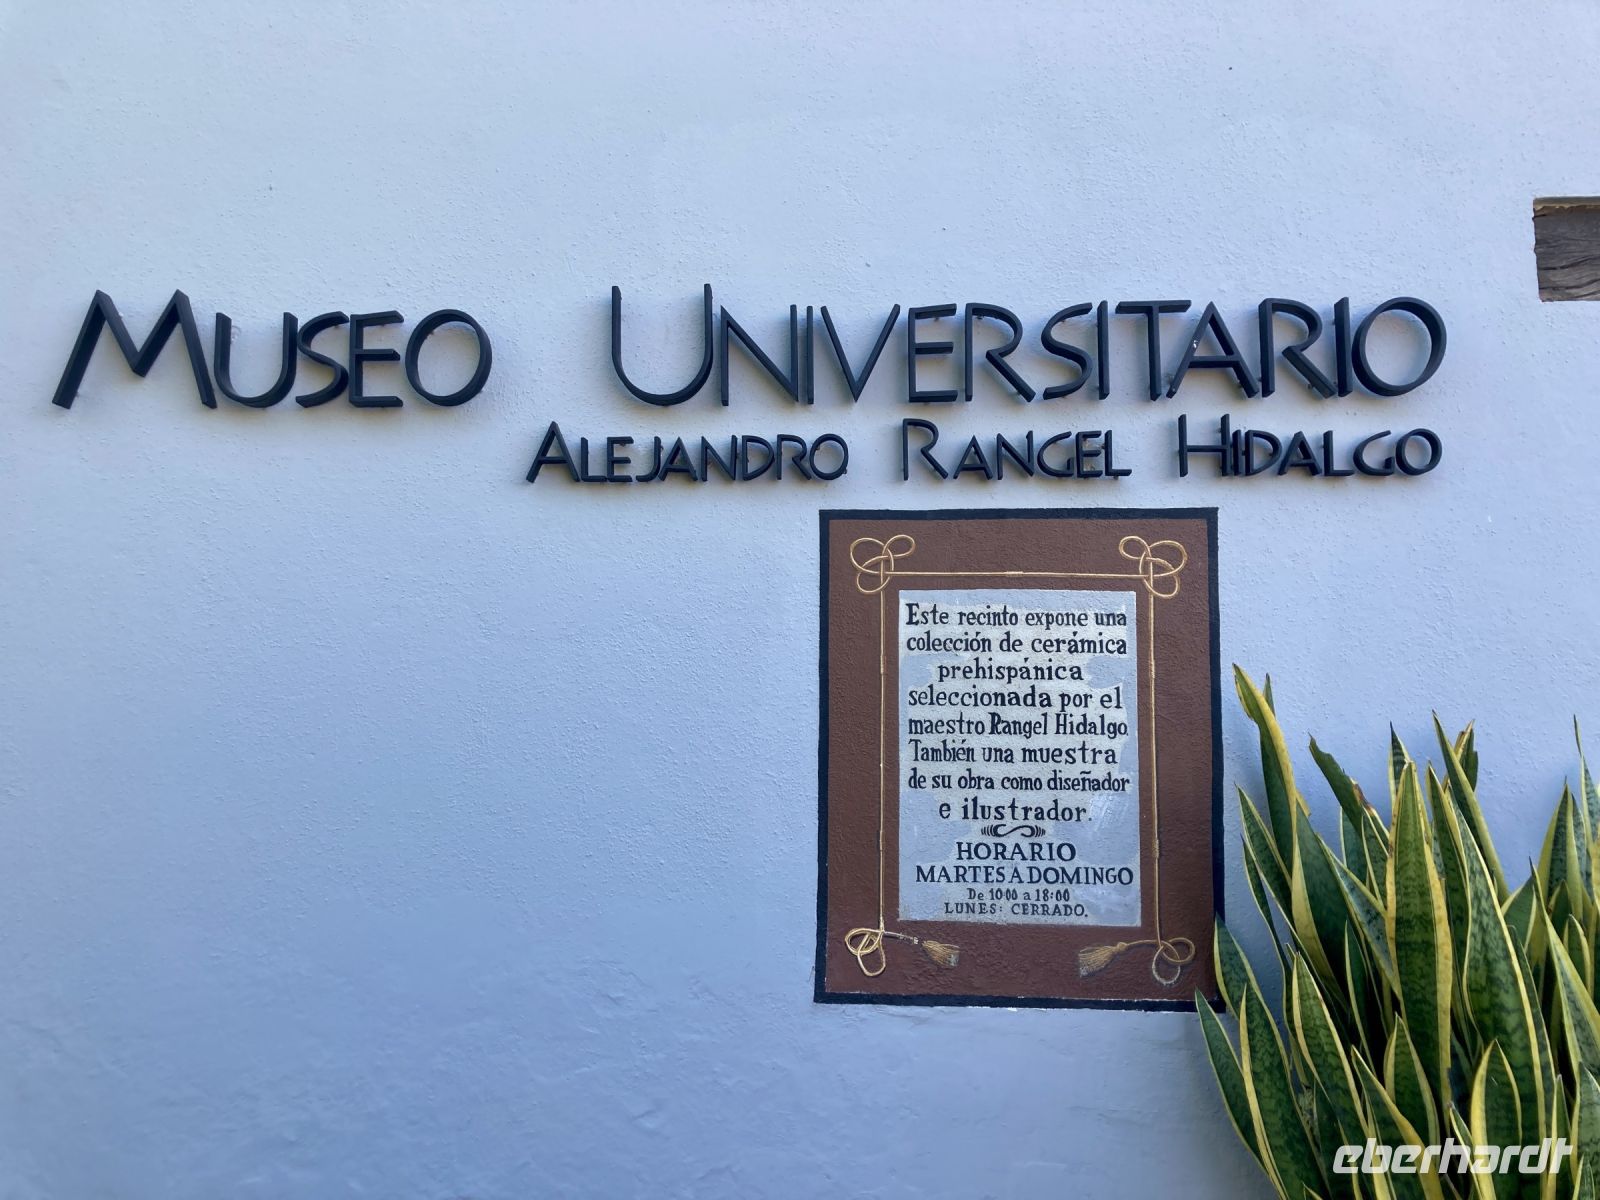 MUSEO UNIVERSITARIO
ALEJANDRO RANGEL HIDALGO
Este recinto expone una
colección de cerámica
prehispánica
seleccionada por el
maestro Rangel Hidalgo.
También una muestra
de su obra como diseñador
e ilustrador.
HORARIO
MARTES A DOMINGO
De 10:00 a 18:00
LUNES: CERRADO.
eberhardt